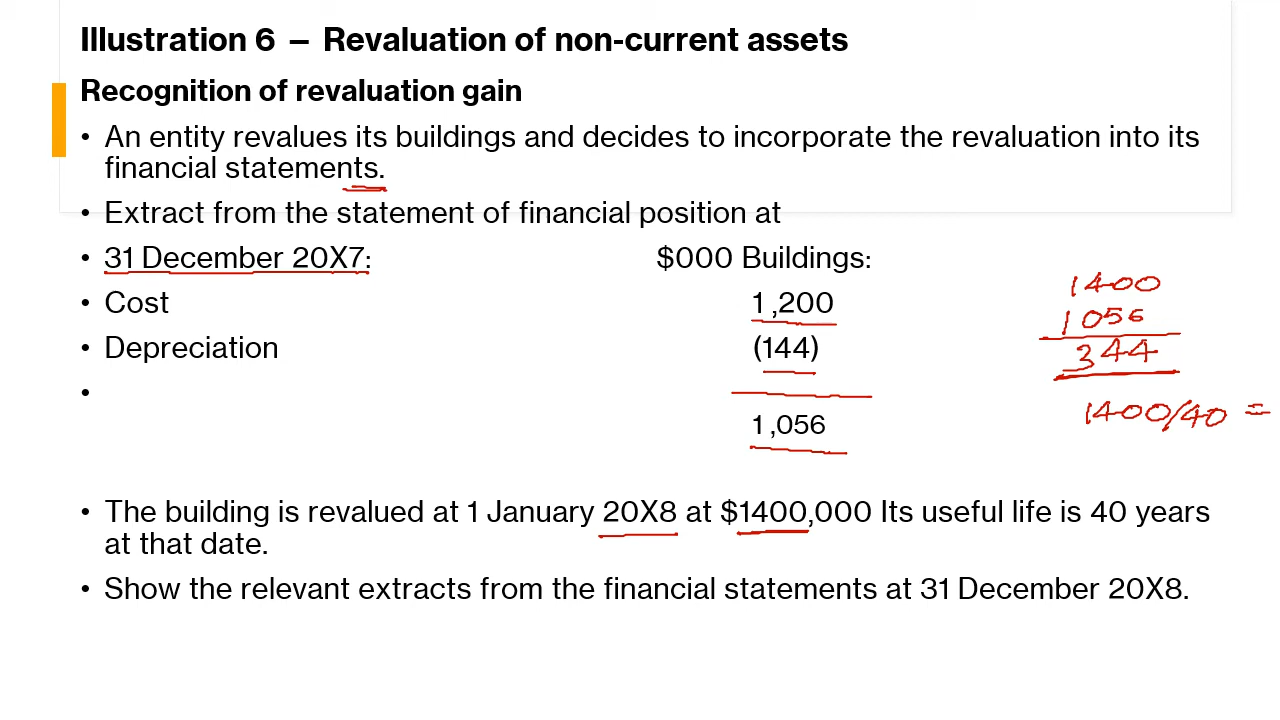 Illustration 6 — Revaluation of non-current assets
Recognition of revaluation gain
• An entity revalues its buildings and decides to incorporate the revaluation into its
financial statements.
• Extract from the statement of financial position at
• 31 December 20X7: $000 Buildings:
• Cost 1,200
• Depreciation (144)
•
1,056
1400
1056
344
1400/40 =
• The building is revalued at 1 January 20X8 at $1400,000 Its useful life is 40 years
at that date.
• Show the relevant extracts from the financial statements at 31 December 20X8.